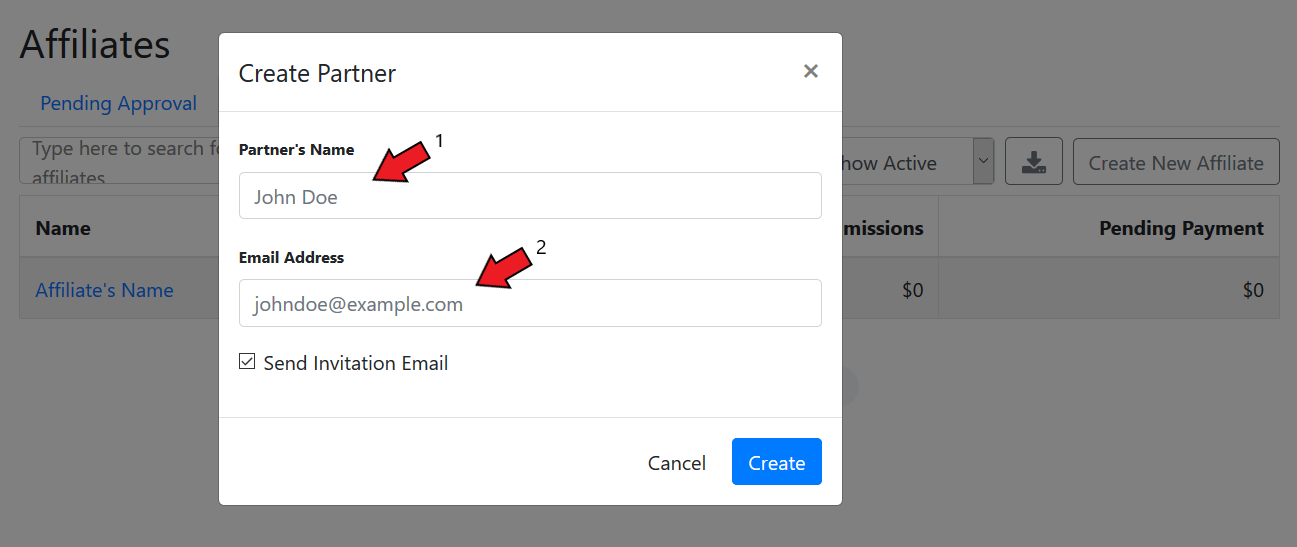 Affiliates
Create Partner
×
Pending Approval
Partner's Name
1
Type here to search fo
affiliates
how Active
Create New Affiliate
John Doe
Name
missions
Pending Payment
Email Address
2
Affiliate's Name
$0
$0
johndoe@example.com
Send Invitation Email
Cancel
Create